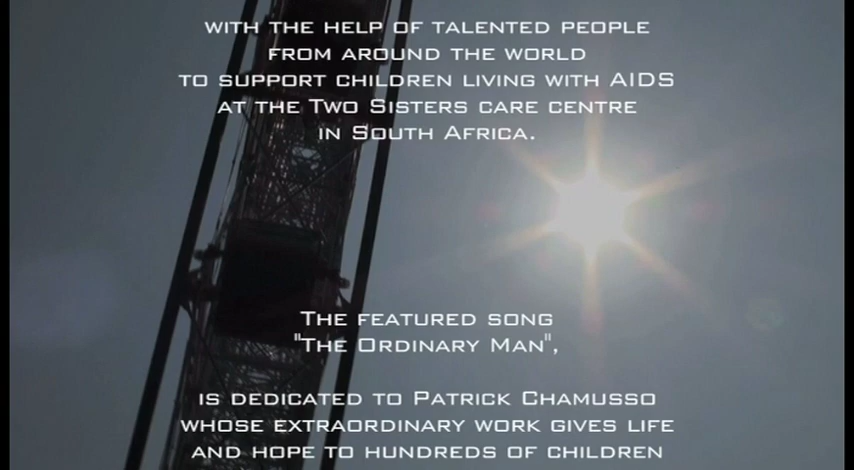 WITH THE HELP OF TALENTED PEOPLE
FROM AROUND THE WORLD
TO SUPPORT CHILDREN LIVING WITH AIDS
AT THE TWO SISTERS CARE CENTRE
IN SOUTH AFRICA.
THE FEATURED SONG
"THE ORDINARY MAN",
IS DEDICATED TO PATRICK CHAMUSSO
WHOSE EXTRAORDINARY WORK GIVES LIFE
AND HOPE TO HUNDREDS OF CHILDREN